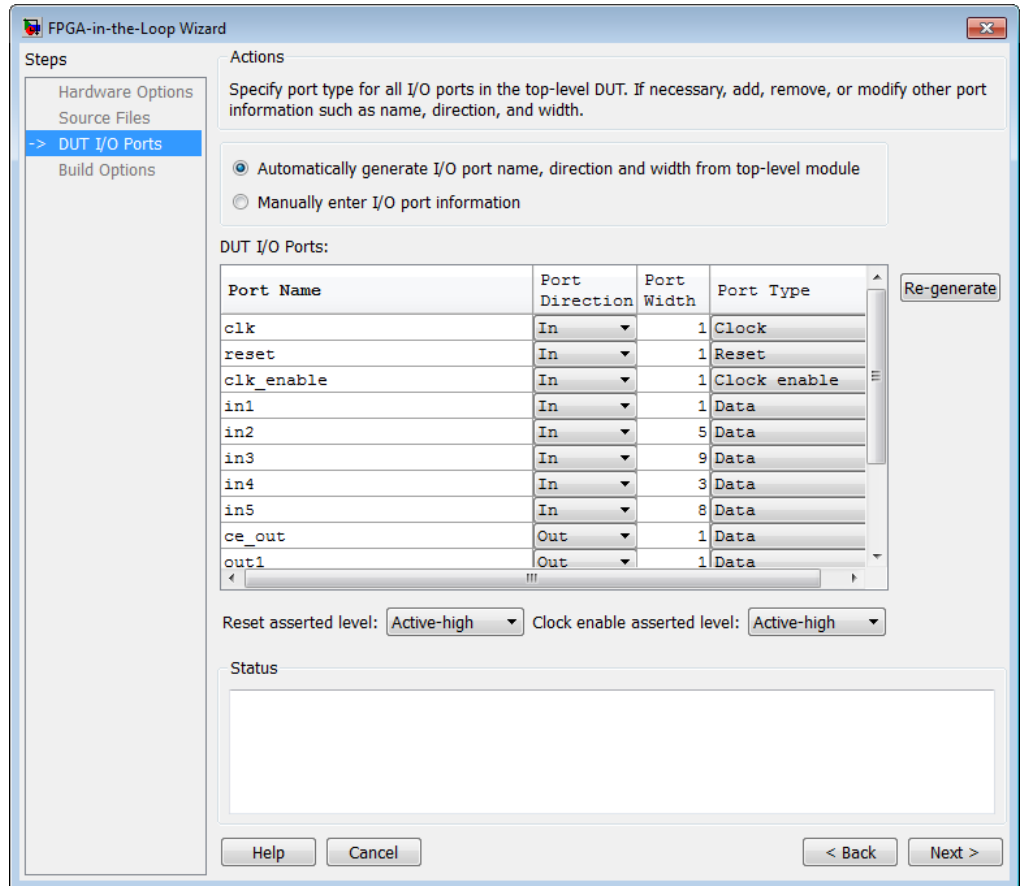 FPGA-in-the-Loop Wizard
Steps
Hardware Options
Source Files
-> DUT I/O Ports
Build Options
Actions
Specify port type for all I/O ports in the top-level DUT. If necessary, add, remove, or modify other port
information such as name, direction, and width.
Automatically generate I/O port name, direction and width from top-level module
Manually enter I/O port information
DUT I/O Ports:
Port Name Port Direction Port Width Port Type
clk In 1 Clock
reset In 1 Reset
clk_enable In 1 Clock enable
in1 In 1 Data
in2 In 5 Data
in3 In 9 Data
in4 In 3 Data
in5 In 8 Data
ce_out Out 1 Data
out1 Out 1 Data
Re-generate
Reset asserted level: Active-high Clock enable asserted level: Active-high
Status
Help Cancel < Back Next >